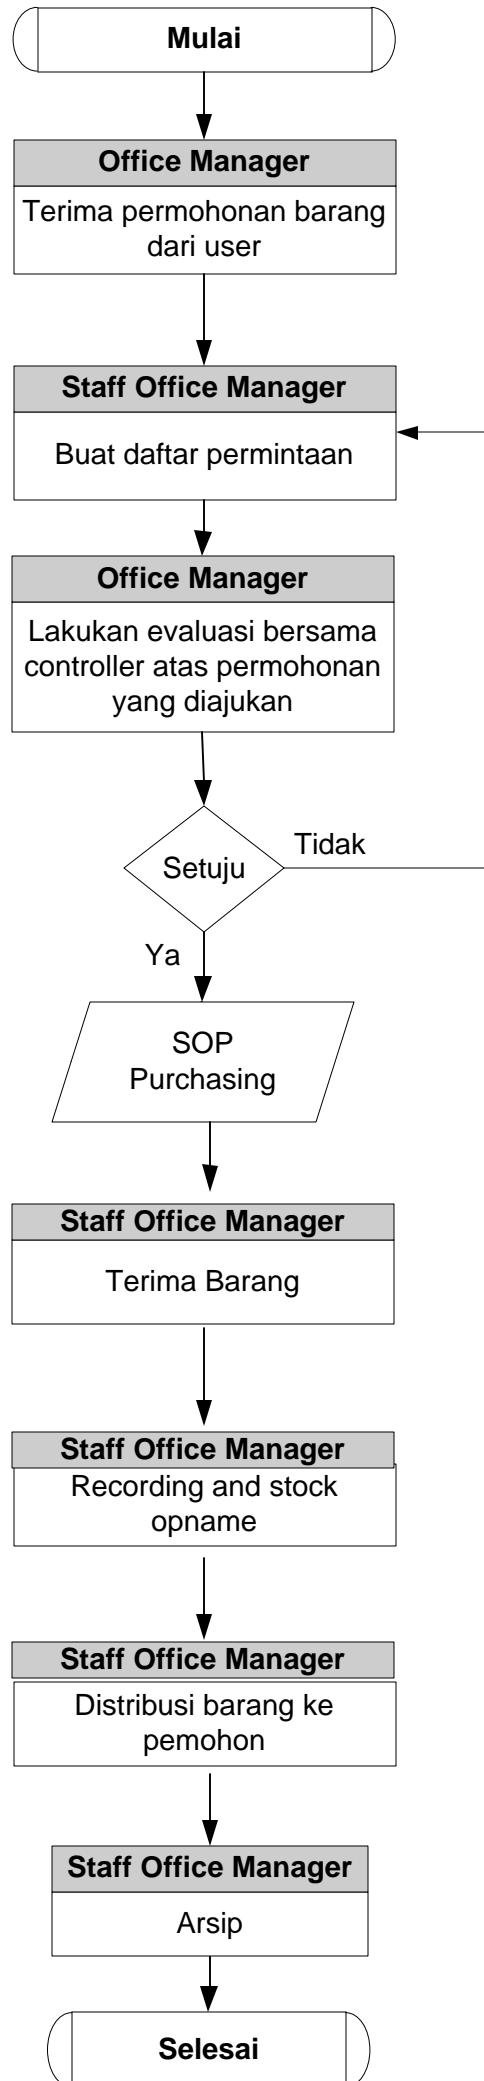 Mulai
Office Manager
Terima permohonan barang
dari user
Staff Office Manager
Buat daftar permintaan
Office Manager
Lakukan evaluasi bersama
controller atas permohonan
yang diajukan
Setuju
Tidak
Ya
SOP
Purchasing
Staff Office Manager
Terima Barang
Staff Office Manager
Recording and stock
opname
Staff Office Manager
Distribusi barang ke
pemohon
Staff Office Manager
Arsip
Selesai